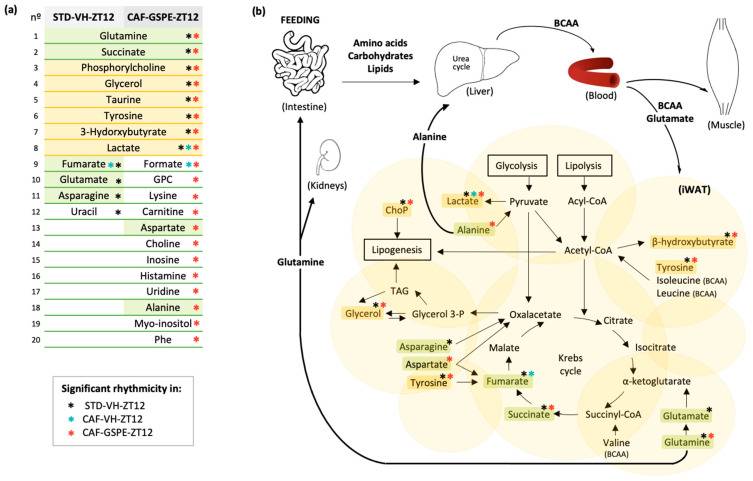 (a)
nº STD-VH-ZT12 CAF-GSPE-ZT12
1 Glutamine **
2 Succinate **
3 Phosphorylcholine **
4 Glycerol **
5 Taurine **
6 Tyrosine **
7 3-Hydorxybutyrate **
8 Lactate ***
9 Fumarate ** Formate **
10 Glutamate * GPC *
11 Asparagine * Lysine *
12 Uracil * Carnitine *
13 Aspartate *
14 Choline *
15 Inosine *
16 Histamine *
17 Uridine *
18 Alanine *
19 Myo-inositol *
20 Phe *
Significant rhythmicity in:
* STD-VH-ZT12
* CAF-VH-ZT12
* CAF-GSPE-ZT12
(b)
FEEDING
(Intestine)
Amino acids
Carbohydrates
Lipids
Urea
cycle
(Liver)
BCAA
(Blood)
(Muscle)
BCAA
Glutamate
(iWAT)
Alanine
(Kidneys)
Glutamine
Glycolysis
Lipolysis
Lactate ***
Pyruvate
Acyl-CoA
ChoP **
Alanine *
Lipogenesis
Acetyl-CoA
β-hydroxybutyrate **
Tyrosine **
Isoleucine (BCAA)
Leucine (BCAA)
TAG
Glycerol **
Glycerol 3-P
Oxalacetate
Citrate
Asparagine *
Malate
Isocitrate
Aspartate *
Krebs
cycle
Tyrosine **
Fumarate **
α-ketoglutarate
Succinate **
Succinyl-CoA
Glutamate *
Valine
(BCAA)
Glutamine **